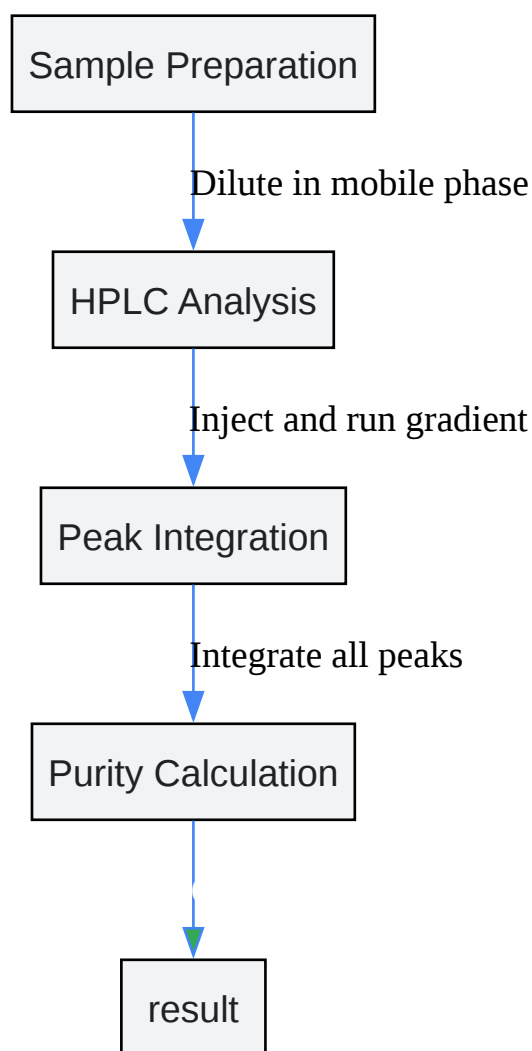 Sample Preparation
Dilute in mobile phase
HPLC Analysis
Inject and run gradient
Peak Integration
Integrate all peaks
Purity Calculation
result